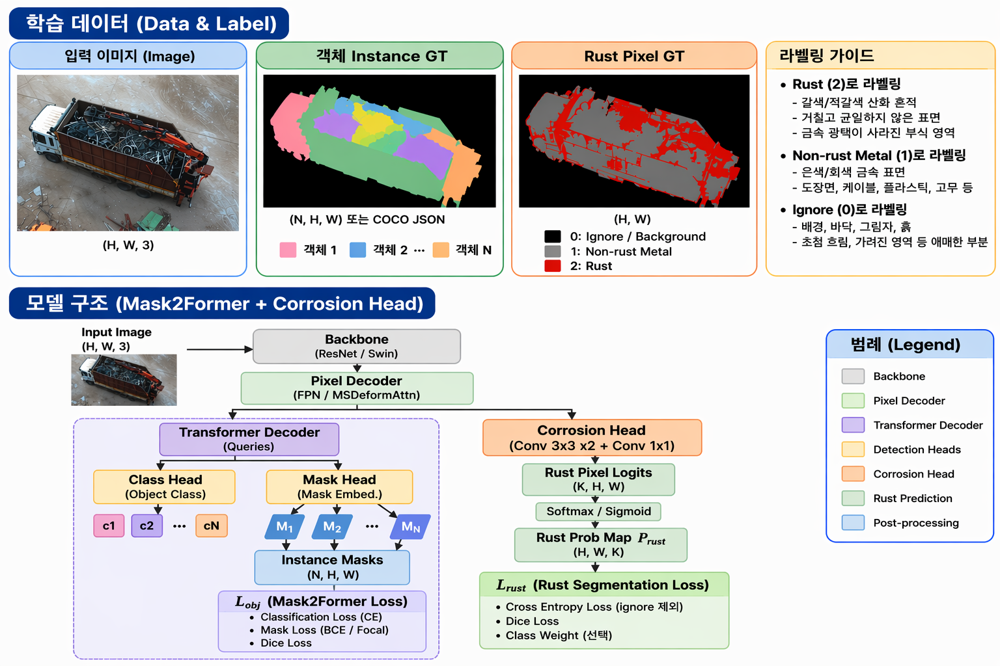 학습 데이터 (Data & Label)
입력 이미지 (Image)
(H, W, 3)
객체 Instance GT
(N, H, W) 또는 COCO JSON
객체 1
객체 2 ···
객체 N
Rust Pixel GT
(H, W)
0: Ignore / Background
1: Non-rust Metal
2: Rust
라벨링 가이드
• Rust (2)로 라벨링
- 갈색/적갈색 산화 흔적
- 거칠고 균일하지 않은 표면
- 금속 광택이 사라진 부식 영역
• Non-rust Metal (1)로 라벨링
- 은색/회색 금속 표면
- 도장면, 케이블, 플라스틱, 고무 등
• Ignore (0)로 라벨링
- 배경, 바닥, 그림자, 흙
- 초첨 흐림, 가려진 영역 등 애매한 부분
모델 구조 (Mask2Former + Corrosion Head)
Input Image
(H, W, 3)
Backbone
(ResNet / Swin)
Pixel Decoder
(FPN / MSDeformAttn)
Transformer Decoder
(Queries)
Class Head
(Object Class)
Mask Head
(Mask Embed.)
c1
c2
···
cN
M1
M2
···
MN
Instance Masks
(N, H, W)
Lobj (Mask2Former Loss)
• Classification Loss (CE)
• Mask Loss (BCE / Focal)
• Dice Loss
Corrosion Head
(Conv 3x3 x2 + Conv 1x1)
Rust Pixel Logits
(K, H, W)
Softmax / Sigmoid
Rust Prob Map Prust
(H, W, K)
Lrust (Rust Segmentation Loss)
• Cross Entropy Loss (ignore 제외)
• Dice Loss
• Class Weight (선택)
범례 (Legend)
Backbone
Pixel Decoder
Transformer Decoder
Detection Heads
Corrosion Head
Rust Prediction
Post-processing